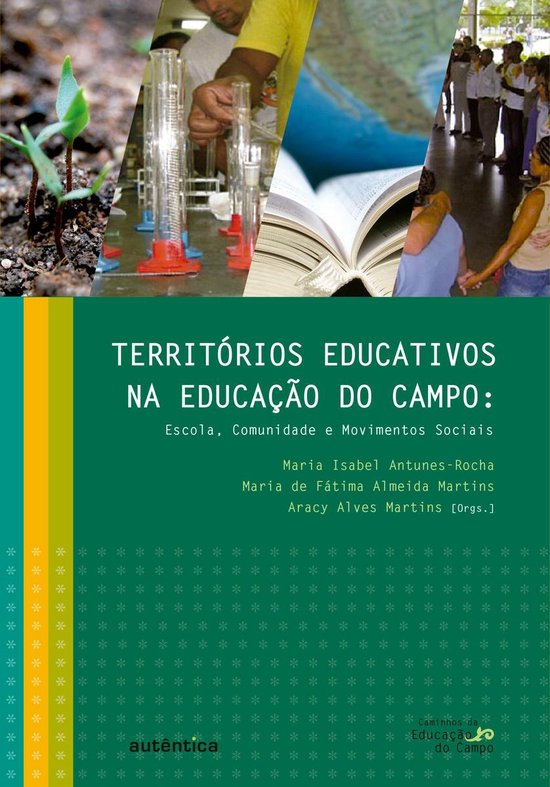 TERRITÓRIOS EDUCATIVOS
NA EDUCAÇÃO DO CAMPO:
Escola, Comunidade e Movimentos Sociais
Maria Isabel Antunes-Rocha
Maria de Fátima Almeida Martins
Aracy Alves Martins [Orgs.]
autêntica
Caminhos da
Educação
do Campo